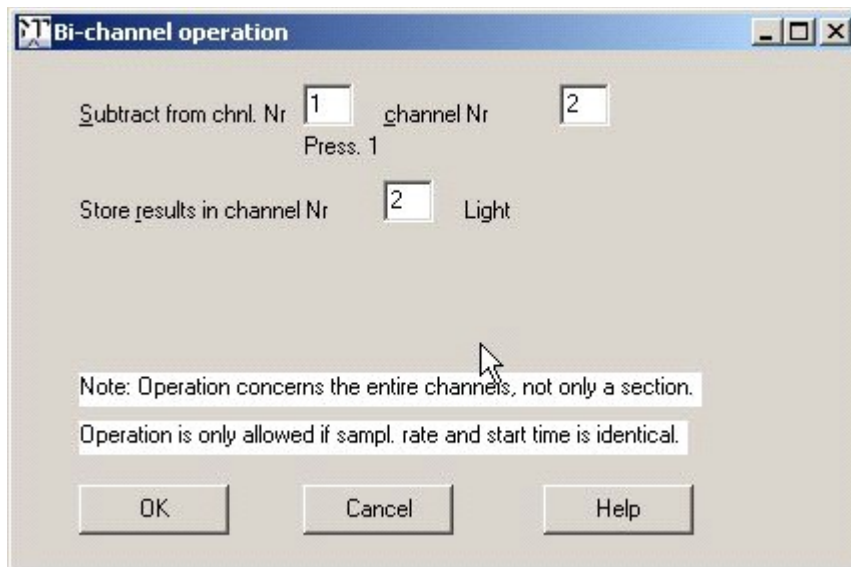 Bi-channel operation
Subtract from chnl. Nr 1 channel Nr 2
Press. 1
Store results in channel Nr 2 Light
Note: Operation concerns the entire channels, not only a section.
Operation is only allowed if sampl. rate and start time is identical.
OK Cancel Help